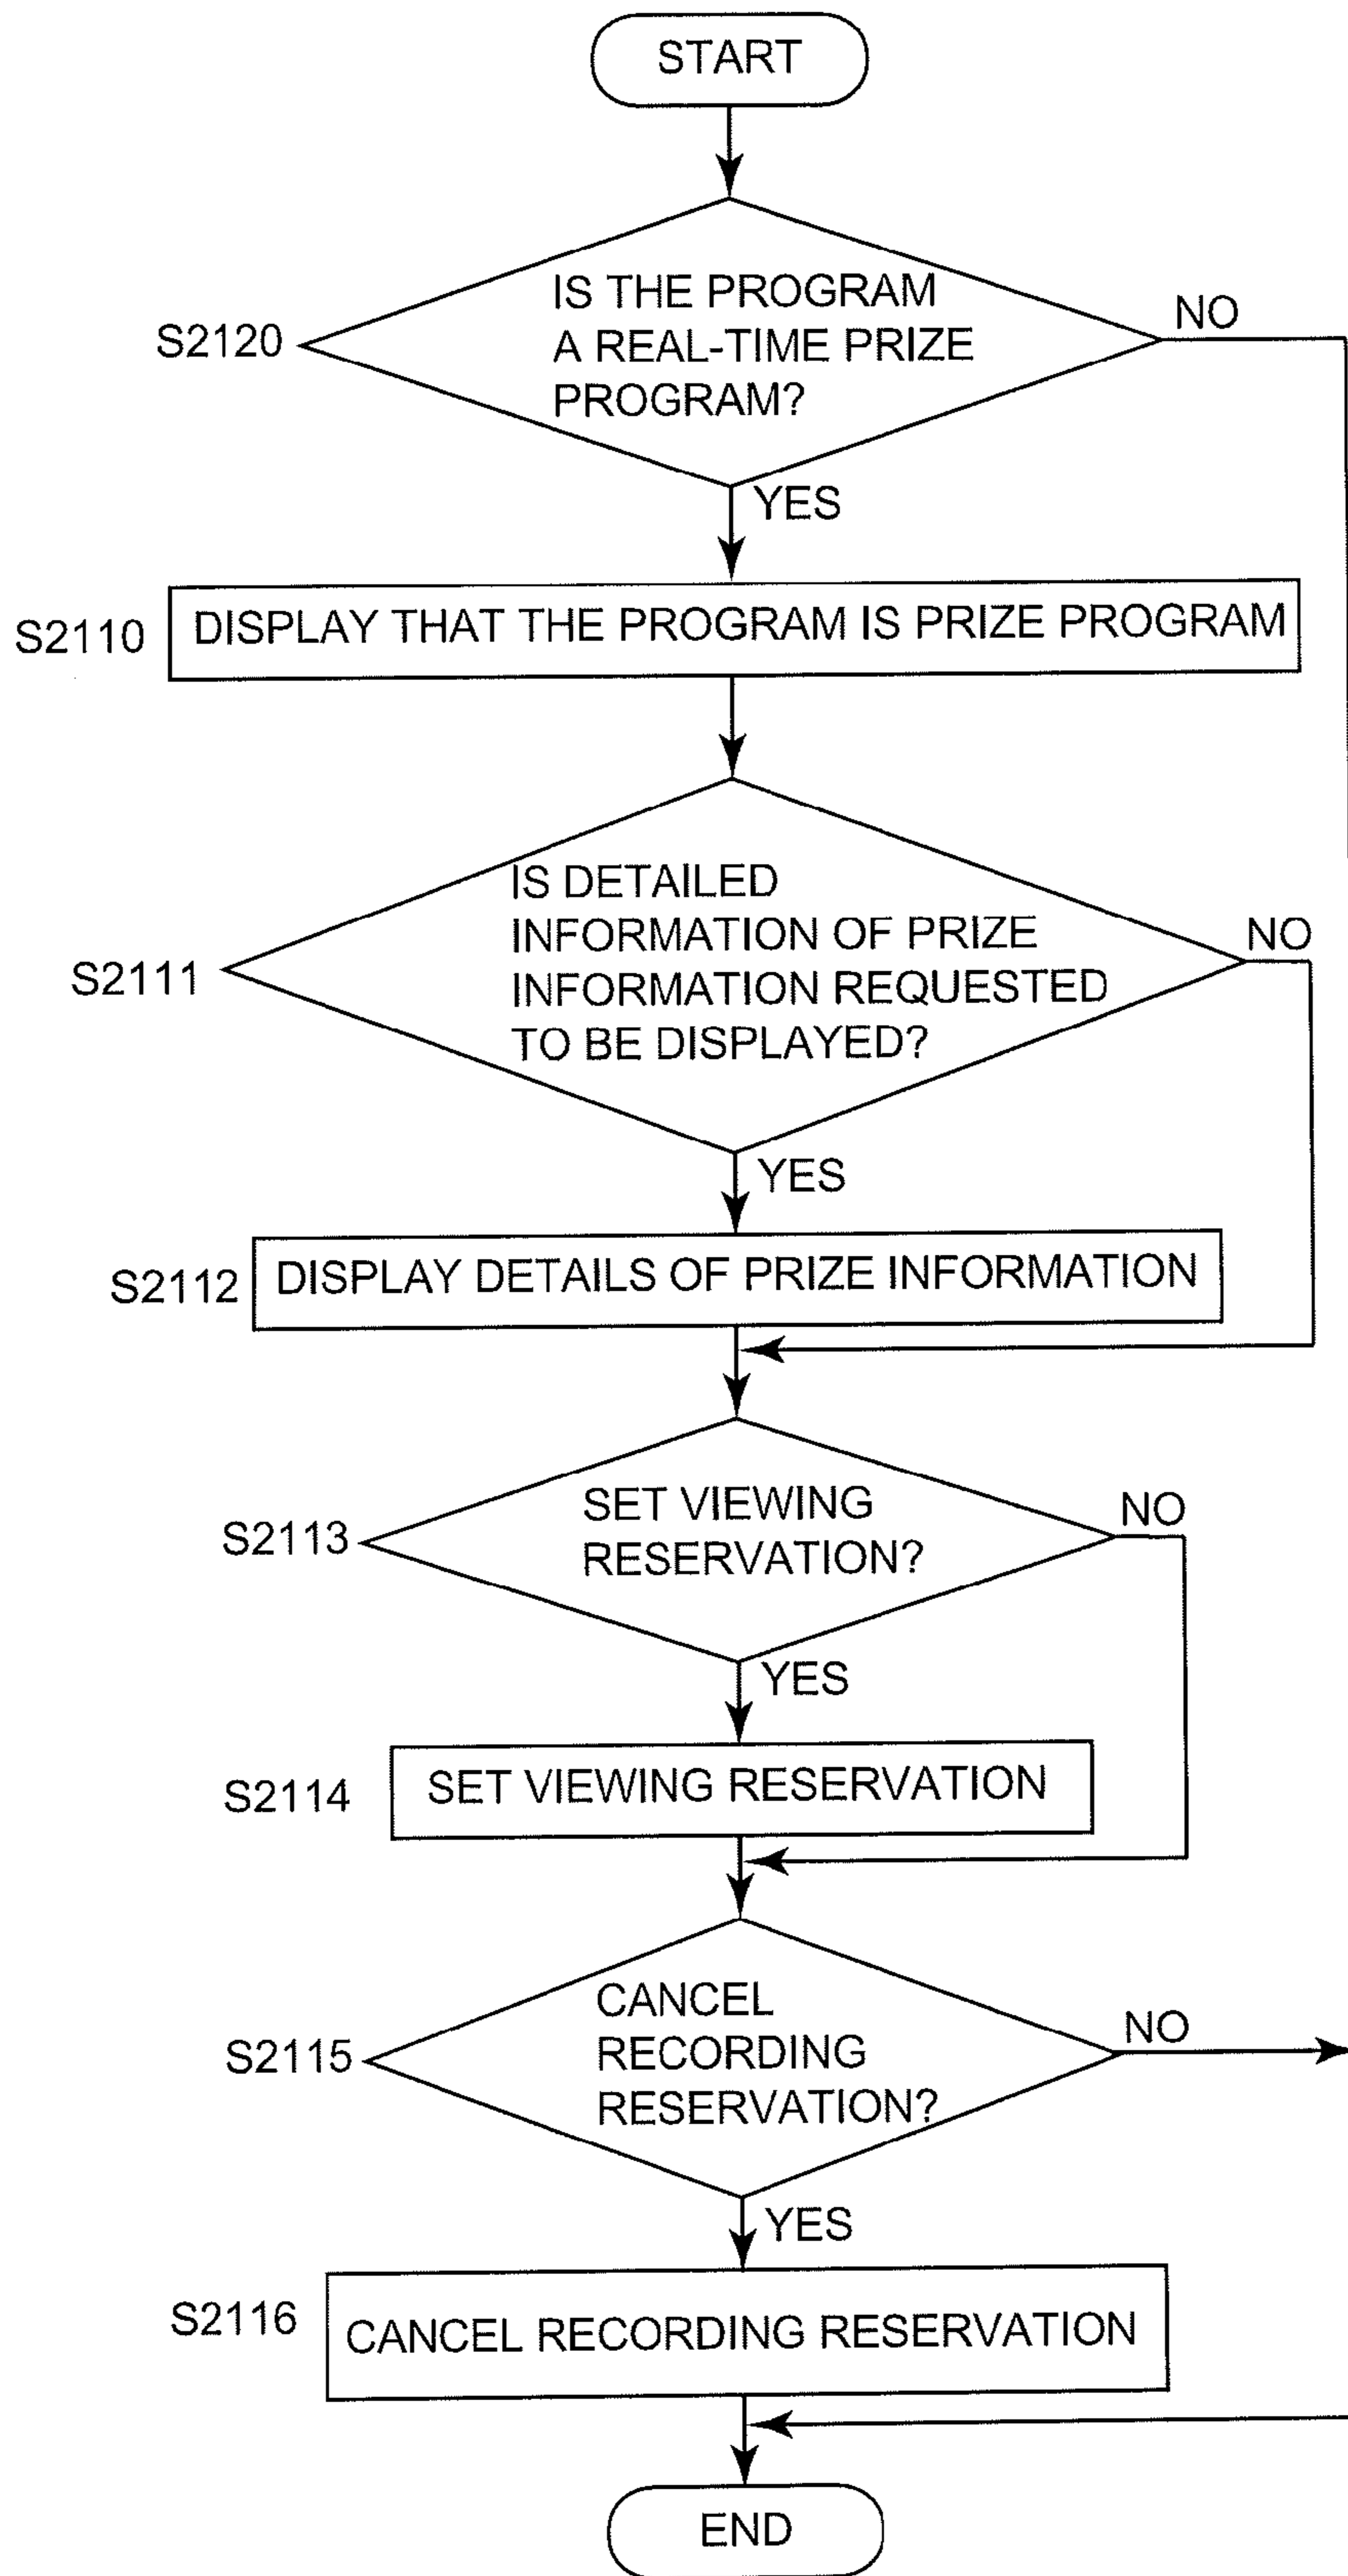 START
IS THE PROGRAM
A REAL-TIME PRIZE
PROGRAM?
S2120
NO
YES
S2110
DISPLAY THAT THE PROGRAM IS PRIZE PROGRAM
IS DETAILED
INFORMATION OF PRIZE
INFORMATION REQUESTED
TO BE DISPLAYED?
S2111
NO
YES
S2112
DISPLAY DETAILS OF PRIZE INFORMATION
SET VIEWING
RESERVATION?
S2113
NO
YES
S2114
SET VIEWING RESERVATION
CANCEL
RECORDING
RESERVATION?
S2115
NO
YES
S2116
CANCEL RECORDING RESERVATION
END